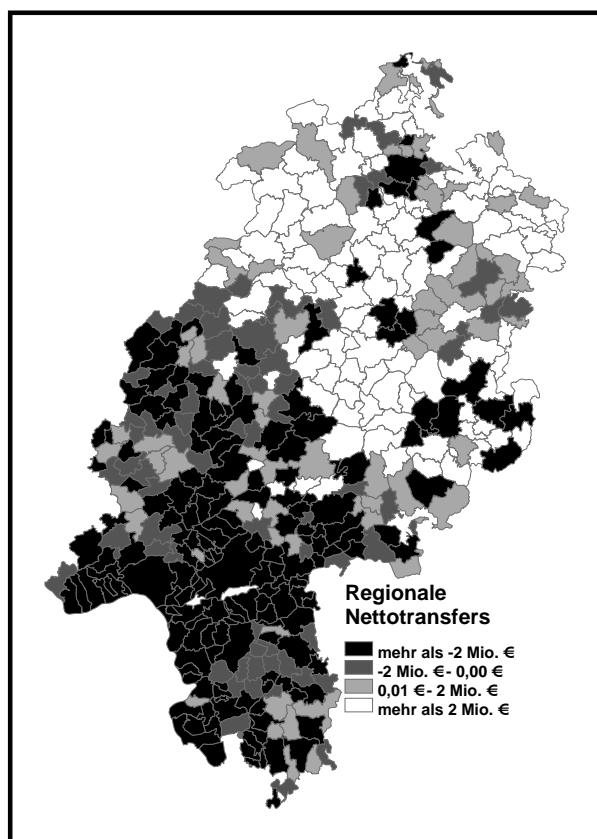 Regionale
Nettotransfers
mehr als -2 Mio. €
-2 Mio. €- 0,00 €
0,01 €- 2 Mio. €
mehr als 2 Mio. €